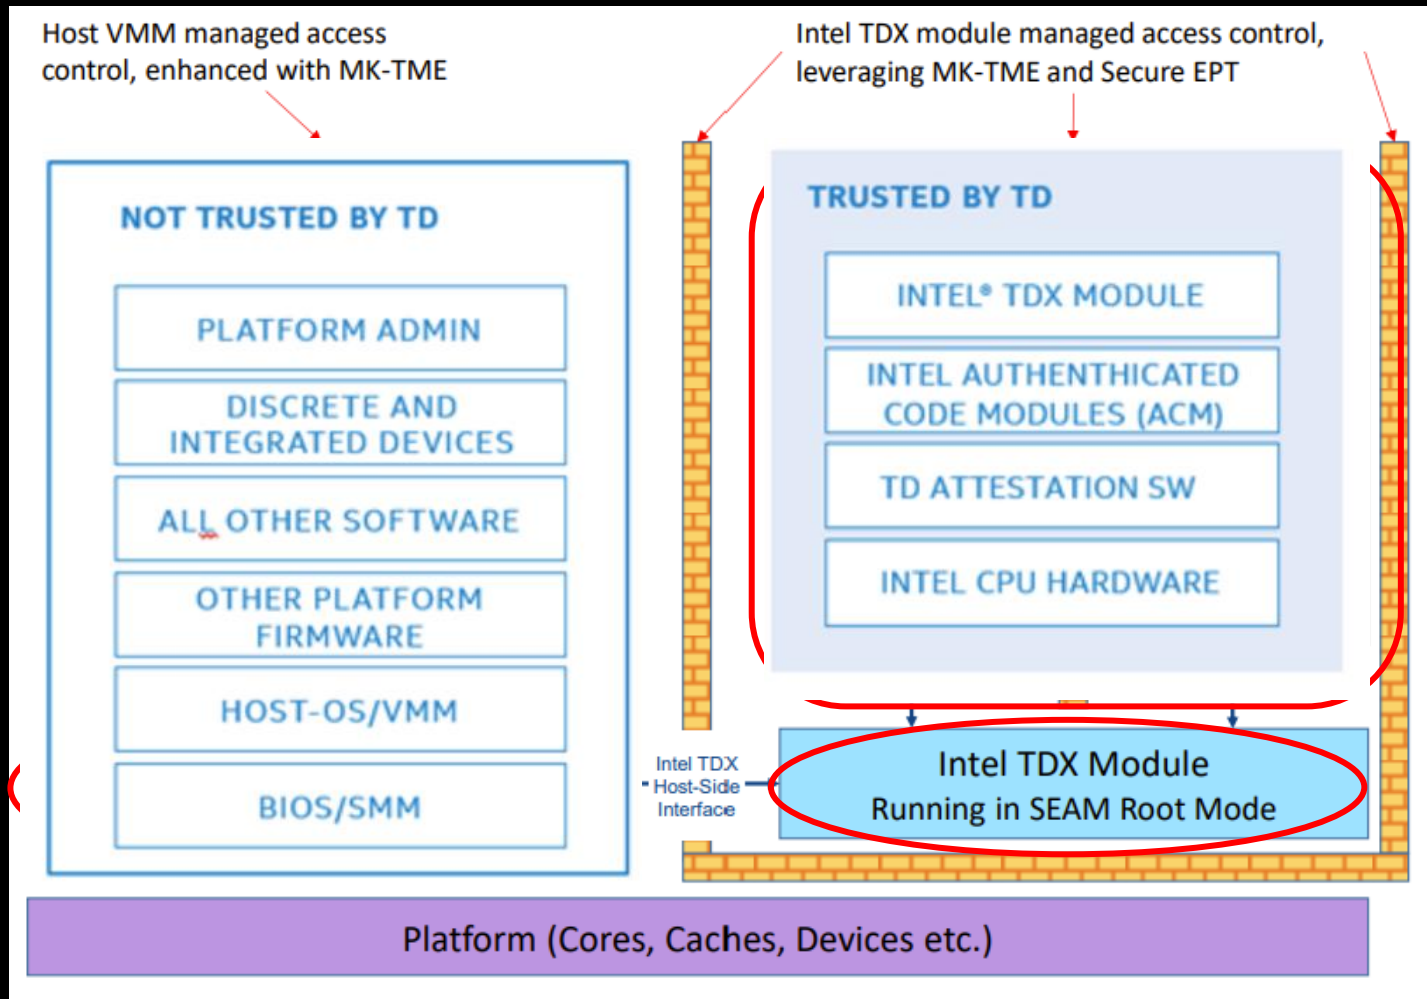 Host VMM managed access
control, enhanced with MK-TME
Intel TDX module managed access control,
leveraging MK-TME and Secure EPT
NOT TRUSTED BY TD
PLATFORM ADMIN
DISCRETE AND
INTEGRATED DEVICES
ALL OTHER SOFTWARE
OTHER PLATFORM
FIRMWARE
HOST-OS/VMM
BIOS/SMM
TRUSTED BY TD
INTEL® TDX MODULE
INTEL AUTHENTHICATED
CODE MODULES (ACM)
TD ATTESTATION SW
INTEL CPU HARDWARE
Intel TDX
Host-Side
Interface
Intel TDX Module
Running in SEAM Root Mode
Platform (Cores, Caches, Devices etc.)